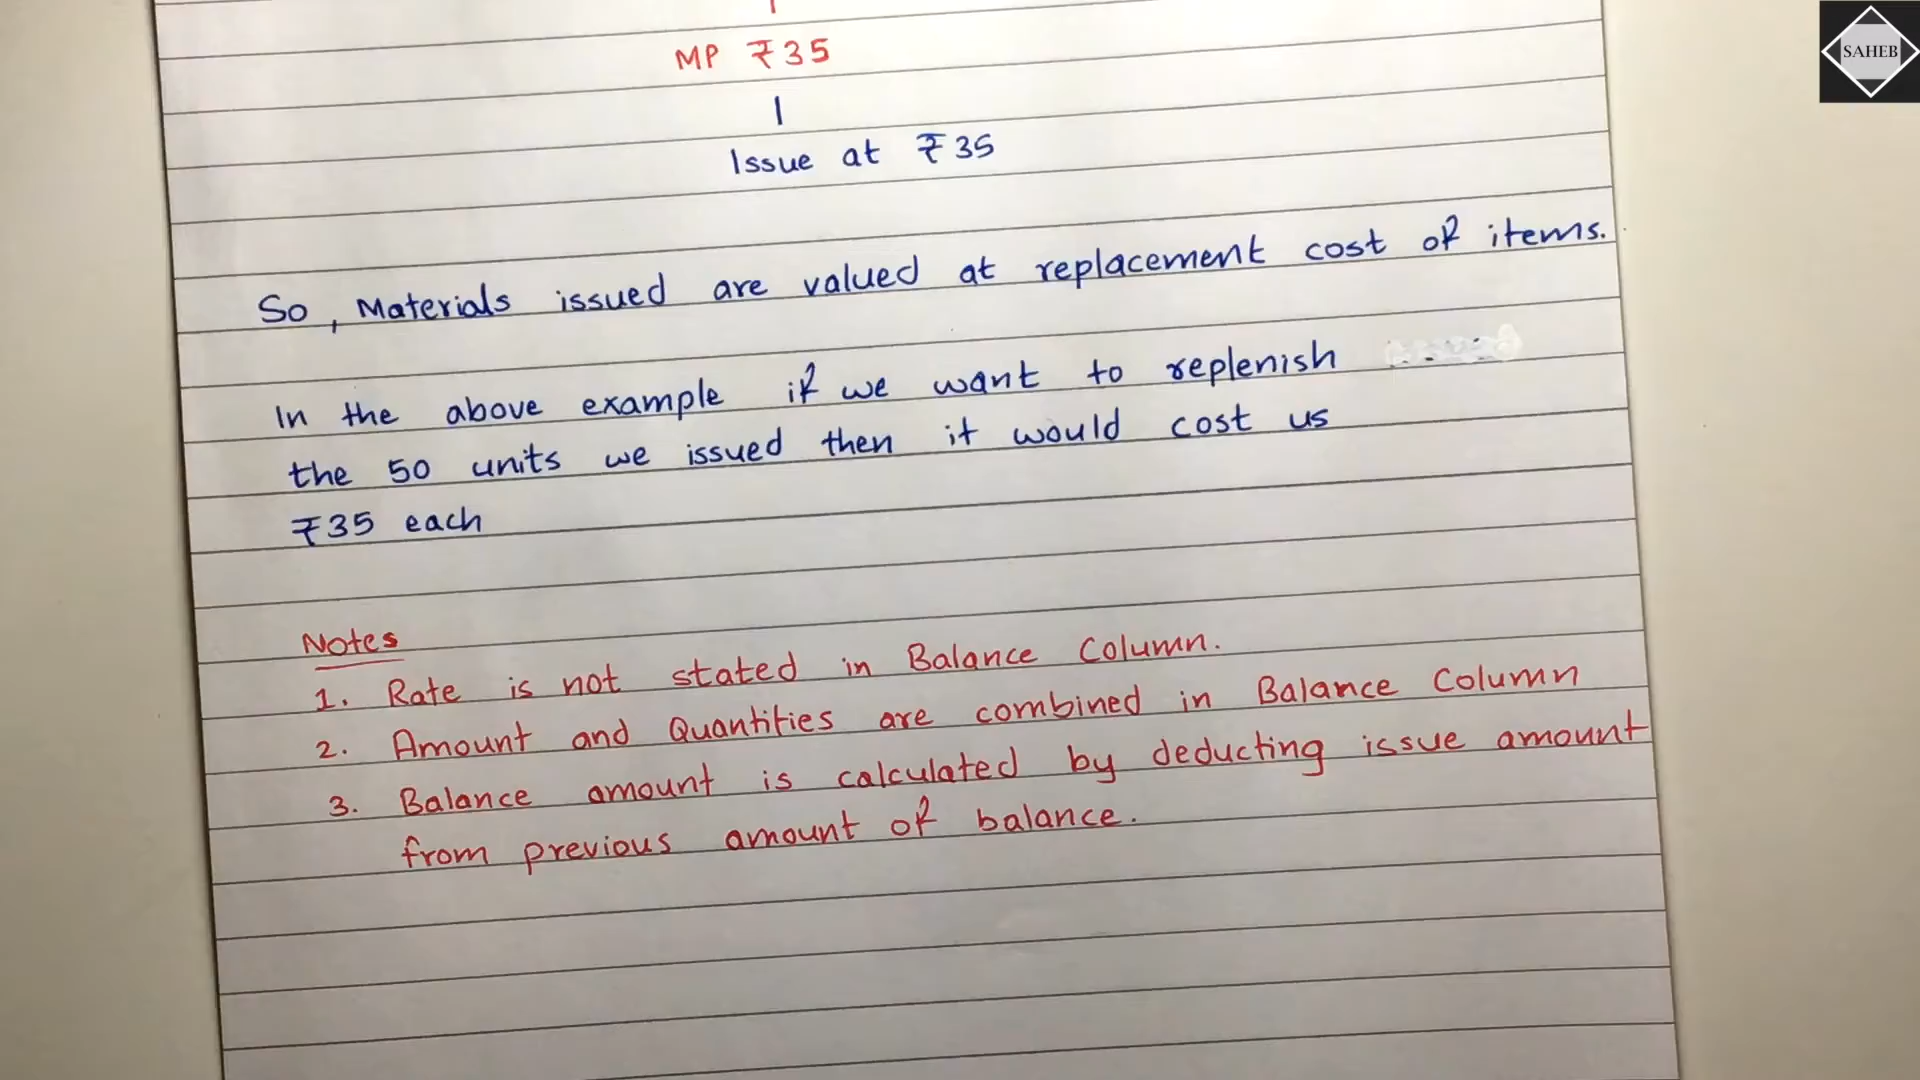 MP ₹35
SAHEB
Issue at ₹35
So, Materials issued are valued at replacement cost of items.
In the above example if we want to replenish
the 50 units we issued then it would cost us
₹35 each
Notes
1. Rate is not stated in Balance Column.
2. Amount and Quantities are combined in Balance Column
3. Balance amount is calculated by deducting issue amount
from previous amount of balance.